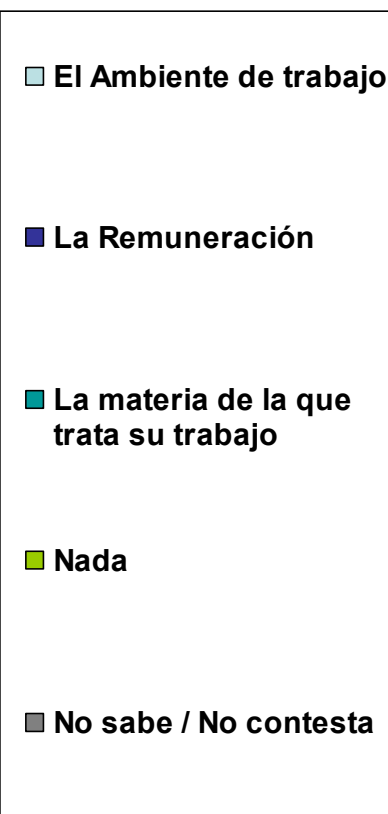 El Ambiente de trabajo
La Remuneración
La materia de la que
trata su trabajo
Nada
No sabe / No contesta